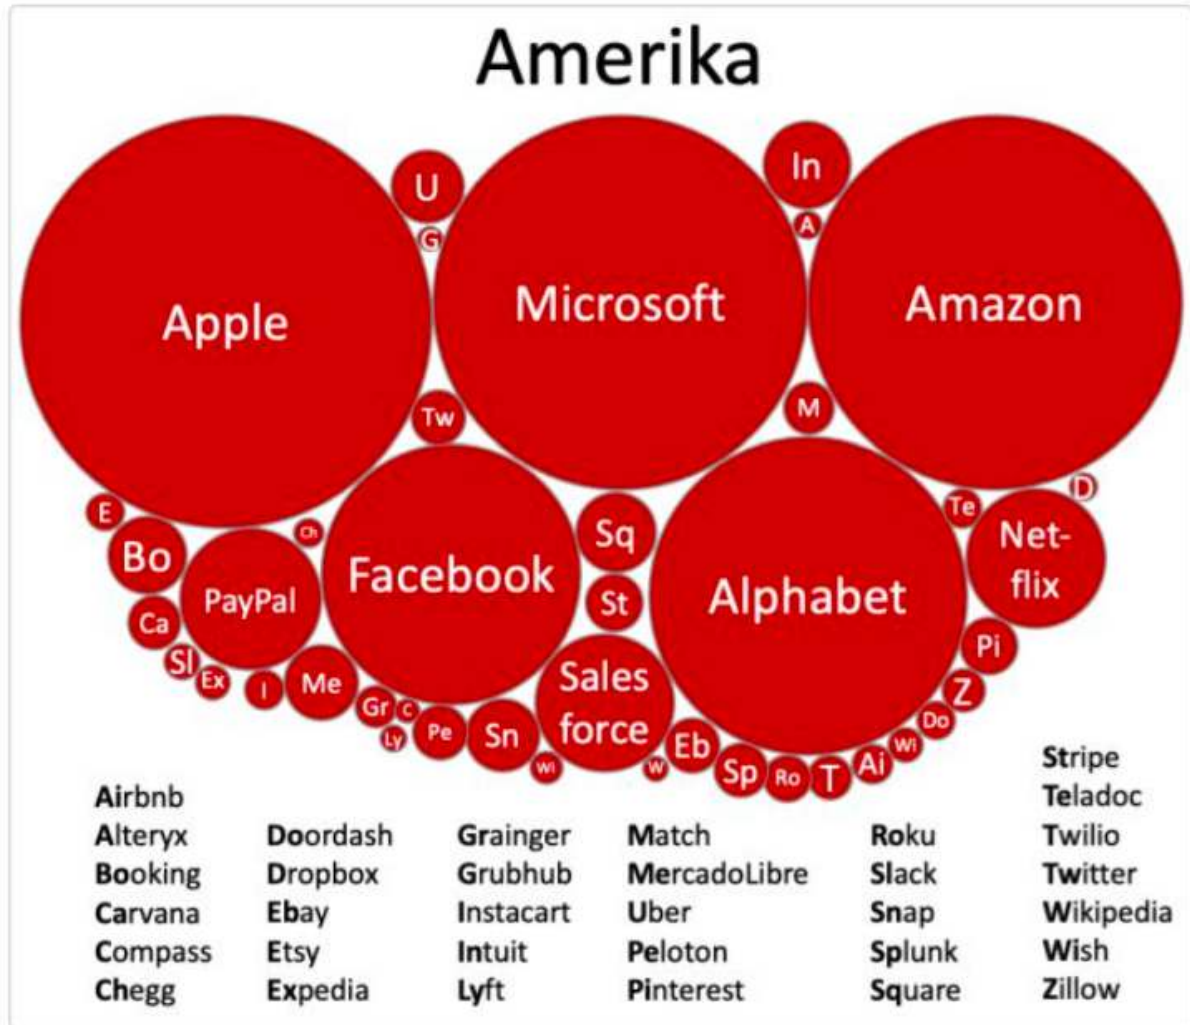 Amerika
U
In
G
A
Apple
Microsoft
Amazon
Tw
M
E
Ch
Bo
Sq
Te
D
Net-
flix
PayPal
Facebook
St
Alphabet
Ca
Sl
Ex
I
Me
Gr
C
Ly
Pe
Sn
Wi
Sales
force
W
Eb
Sp
Ro
T
Ai
Wi
Do
Z
Pi
Airbnb
Alteryx
Booking
Carvana
Compass
Chegg
Doordash
Dropbox
Ebay
Etsy
Expedia
Grainger
Grubhub
Instacart
Intuit
Lyft
Match
MercadoLibre
Uber
Peloton
Pinterest
Roku
Slack
Snap
Splunk
Square
Stripe
Teladoc
Twilio
Twitter
Wikipedia
Wish
Zillow